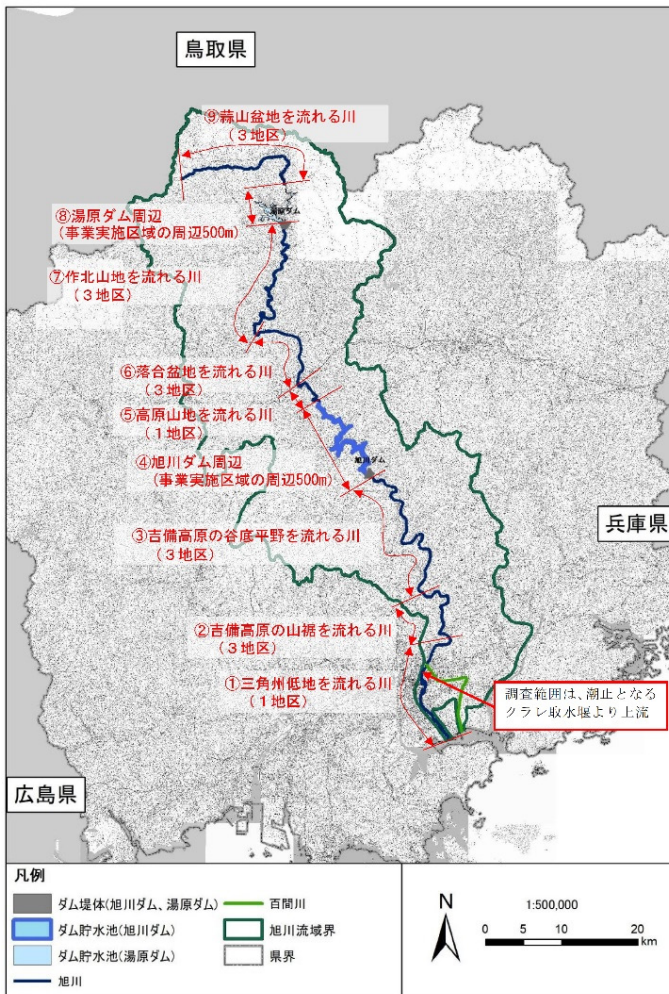 鳥取県
⑨蒜山盆地を流れる川
(3地区)
湯原ダム
⑧湯原ダム周辺
(事業実施区域の周辺500m)
⑦作北山地を流れる川
(3地区)
⑥落合盆地を流れる川
(3地区)
⑤高原山地を流れる川
(1地区)
④旭川ダム周辺
(事業実施区域の周辺500m)
旭川ダム
兵庫県
③吉備高原の谷底平野を流れる川
(3地区)
②吉備高原の山裾を流れる川
(3地区)
①三角州低地を流れる川
(1地区)
調査範囲は、潮止となる
クラレ取水堰より上流
広島県
凡例
ダム堤体(旭川ダム、湯原ダム)
ダム貯水池(旭川ダム)
ダム貯水池(湯原ダム)
旭川
百間川
旭川流域界
県界
N
1:500,000
0 5 10 20
km